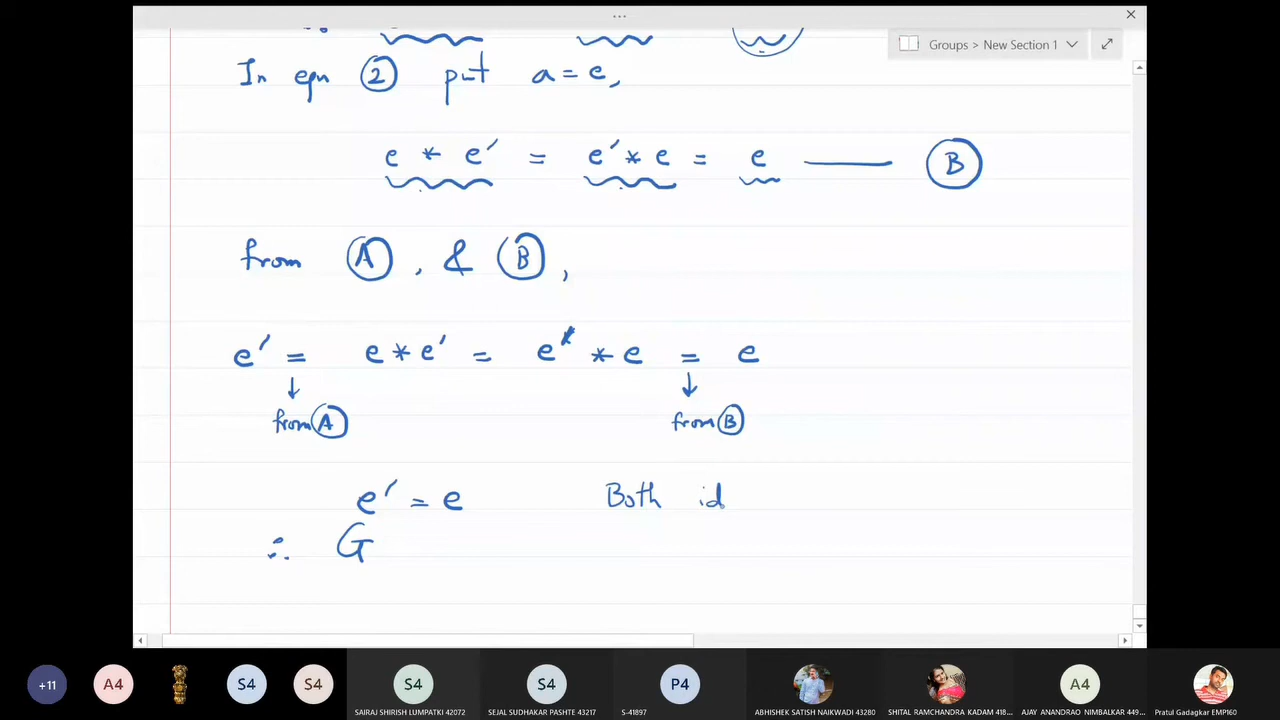 Groups > New Section 1
In eqn ② put a = e,
e * e′ = e′ * e = e —— Ⓑ
from Ⓐ, & Ⓑ,
e′ = e * e′ = e′ * e = e
↓ ↓
from Ⓐ from Ⓑ
e′ = e Both id
∴ G
+11 A4 S4 S4 S4 S4 P4 A4
SAIRAJ SHIRISH LUMPATKI 42072 SEJAL SUDHAKAR PASHTE 43217 S-41897 ABHISHEK SATISH NAIKWADI 43280 SHITAL RAMCHANDRA KADAM 418... AJAY ANANDRAO NIMBALKAR 449... Pratul Gadagkar EMP160